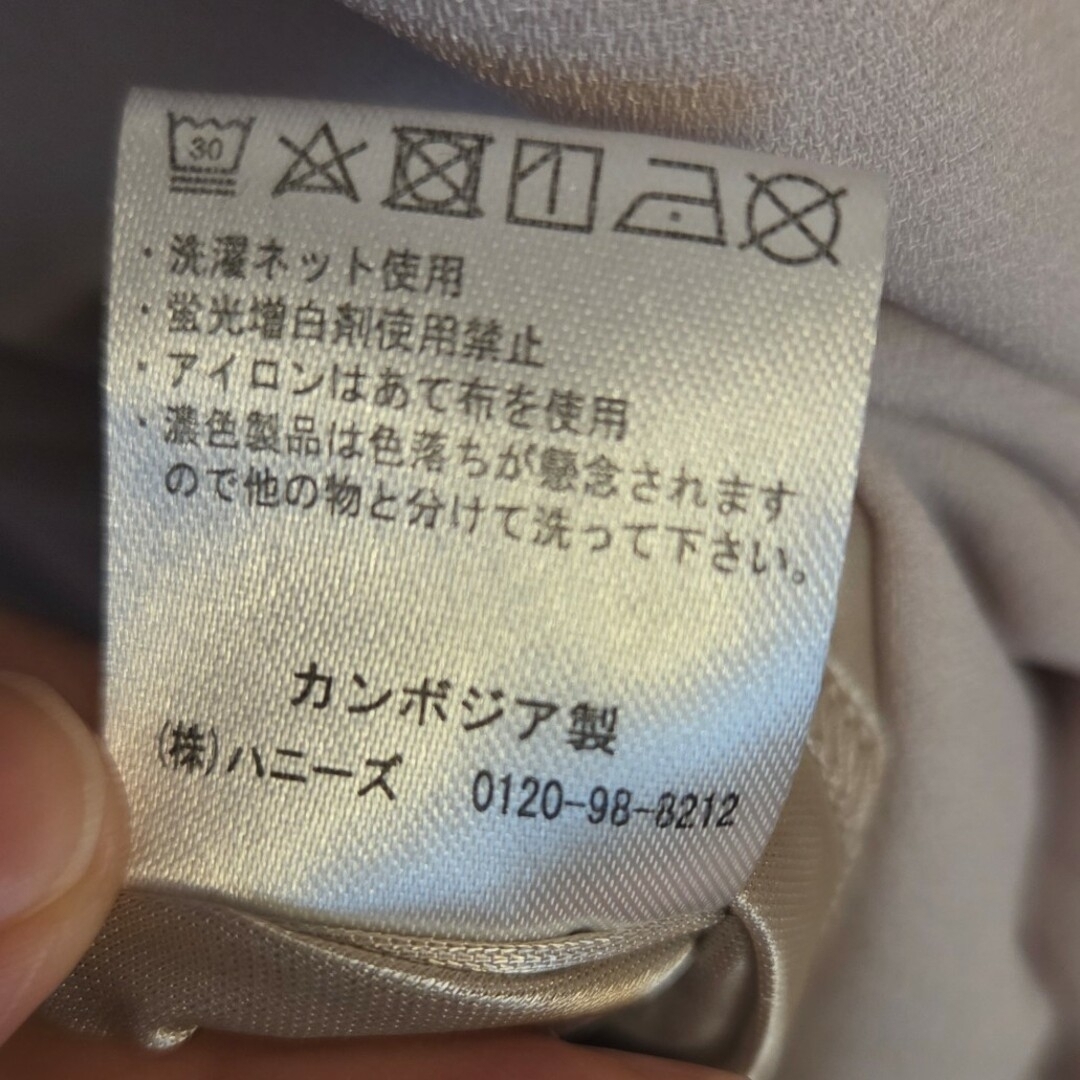 30
・洗濯ネット使用
・蛍光増白剤使用禁止
・アイロンはあて布を使用
・濃色製品は色落ちが懸念されます
ので他の物と分けて洗って下さい。
カンボジア製
(株)ハニーズ 0120-98-8212